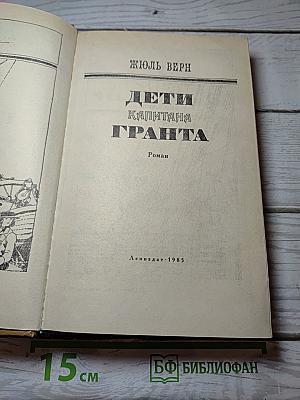 ЖЮЛЬ ВЕРН
ДЕТИ
КАПИТАНА
ГРАНТА
Роман
Лениздат·1985
15 см
БФ БИБЛИОФАН